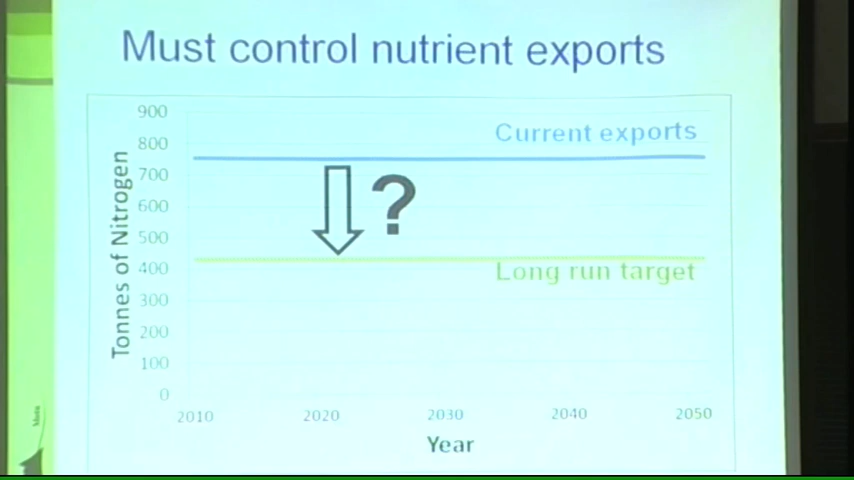 Must control nutrient exports
900
800
700
600
500
400
300
200
100
0
Tonnes of Nitrogen
Current exports
?
Long run target
2010 2020 2030 2040 2050
Year
Motu